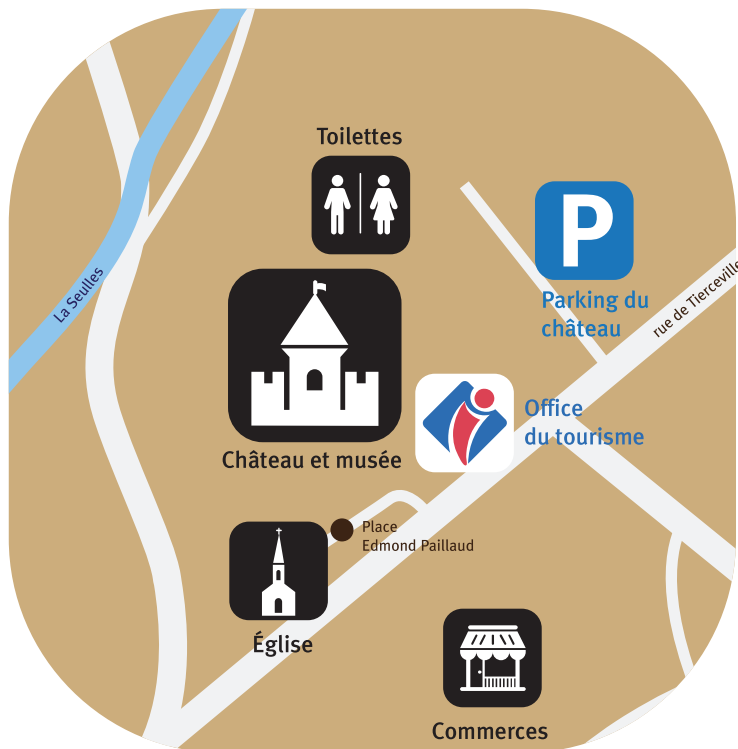 Toilettes
P
La Seulles
Parking du
château
rue de Tierceville
Office
du tourisme
Château et musée
Place
Edmond Paillaud
Église
Commerces